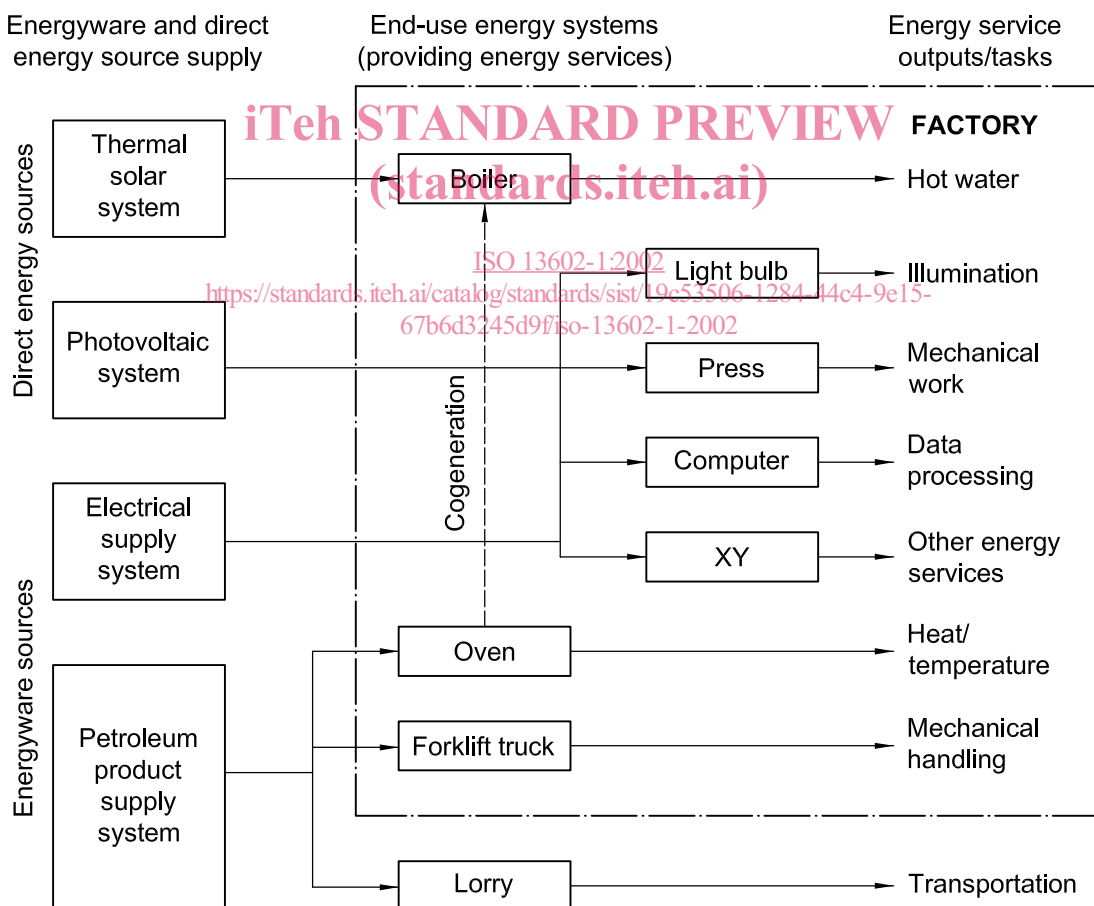 Energyware and direct
energy source supply
End-use energy systems
(providing energy services)
Energy service
outputs/tasks
iTeh STANDARD PREVIEW
(standards.iteh.ai)
FACTORY
Direct energy sources
Thermal
solar
system
Boiler
Hot water
ISO 13602-1:2002
https://standards.iteh.ai/catalog/standards/sist/19c53506-1284-44c4-9e15-
67b6d3245d9f/iso-13602-1-2002
Light bulb
Illumination
Photovoltaic
system
Press
Mechanical
work
Cogeneration
Computer
Data
processing
Energyware sources
Electrical
supply
system
XY
Other energy
services
Oven
Heat/
temperature
Petroleum
product
supply
system
Forklift truck
Mechanical
handling
Lorry
Transportation